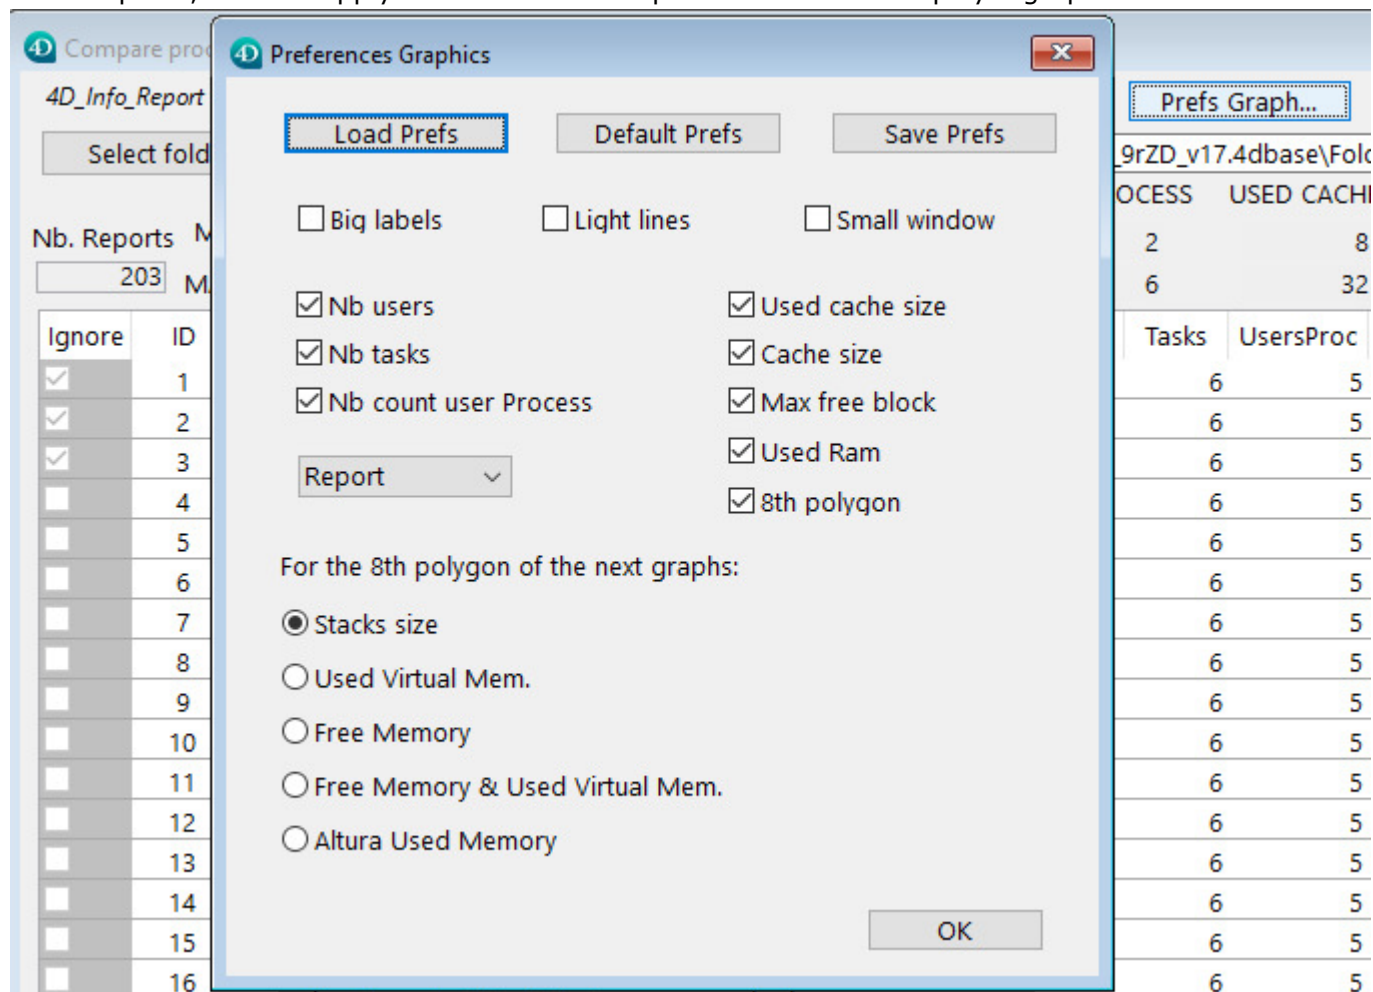 Compare proc
Preferences Graphics
4D_Info_Report
Prefs Graph...
Load Prefs
Default Prefs
Save Prefs
Select fold
_9rZD_v17.4dbase\Fold
OCESS USED CACHE
Big labels
Light lines
Small window
Nb. Reports M
2 8
203 MA
6 32
Nb users
Used cache size
Ignore ID
Tasks UsersProc
Nb tasks
Cache size
1 6 5
Nb count user Process
Max free block
2 6 5
Used Ram
3 6 5
Report
8th polygon
4 6 5
5 6 5
For the 8th polygon of the next graphs:
6 6 5
Stacks size
7 6 5
8 6 5
Used Virtual Mem.
9 6 5
Free Memory
10 6 5
11 6 5
Free Memory & Used Virtual Mem.
12 6 5
Altura Used Memory
13 6 5
14 6 5
OK
15 6 5
16 6 5